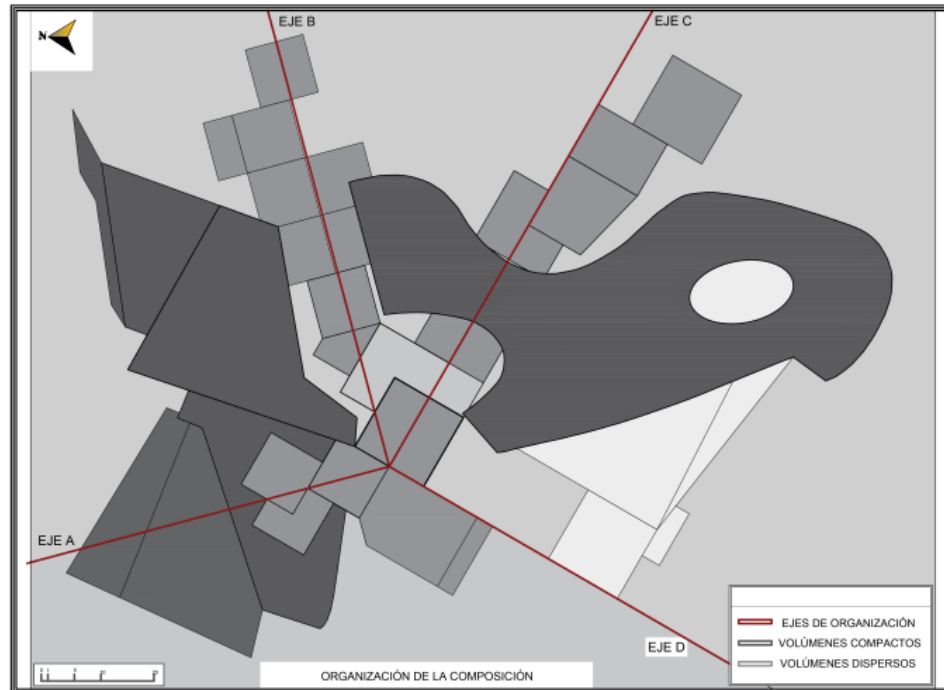 EJE B
EJE C
N
EJE A
EJE D
EJES DE ORGANIZACIÓN
VOLÚMENES COMPACTOS
VOLÚMENES DISPERSOS
ORGANIZACIÓN DE LA COMPOSICIÓN